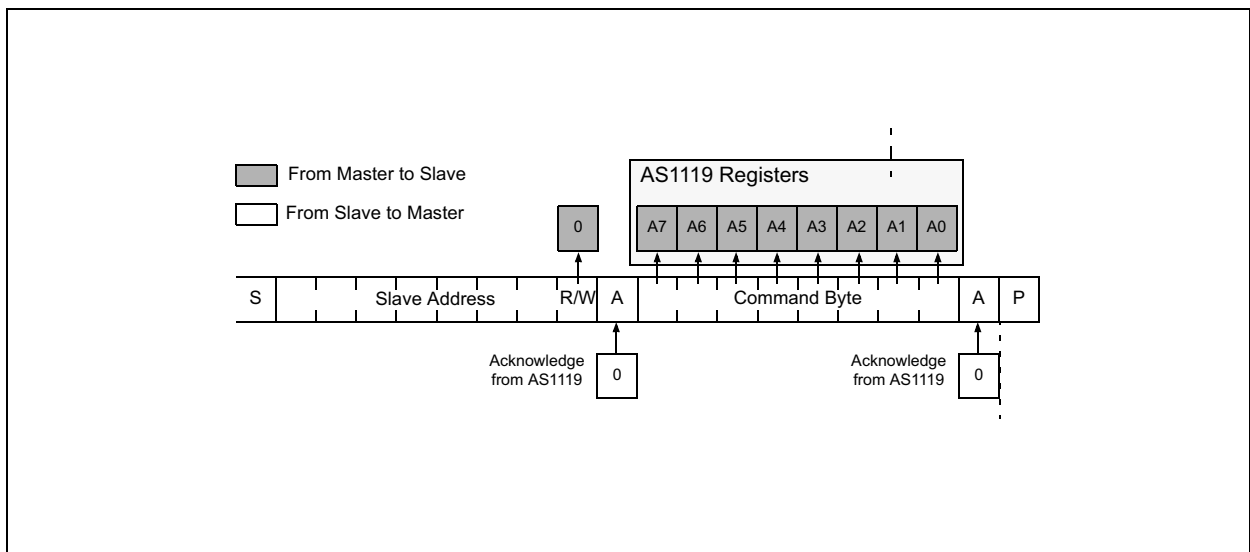 From Master to Slave
From Slave to Master
AS1119 Registers
0
A7 A6 A5 A4 A3 A2 A1 A0
S Slave Address R/W A Command Byte A P
Acknowledge
from AS1119
0
Acknowledge
from AS1119
0